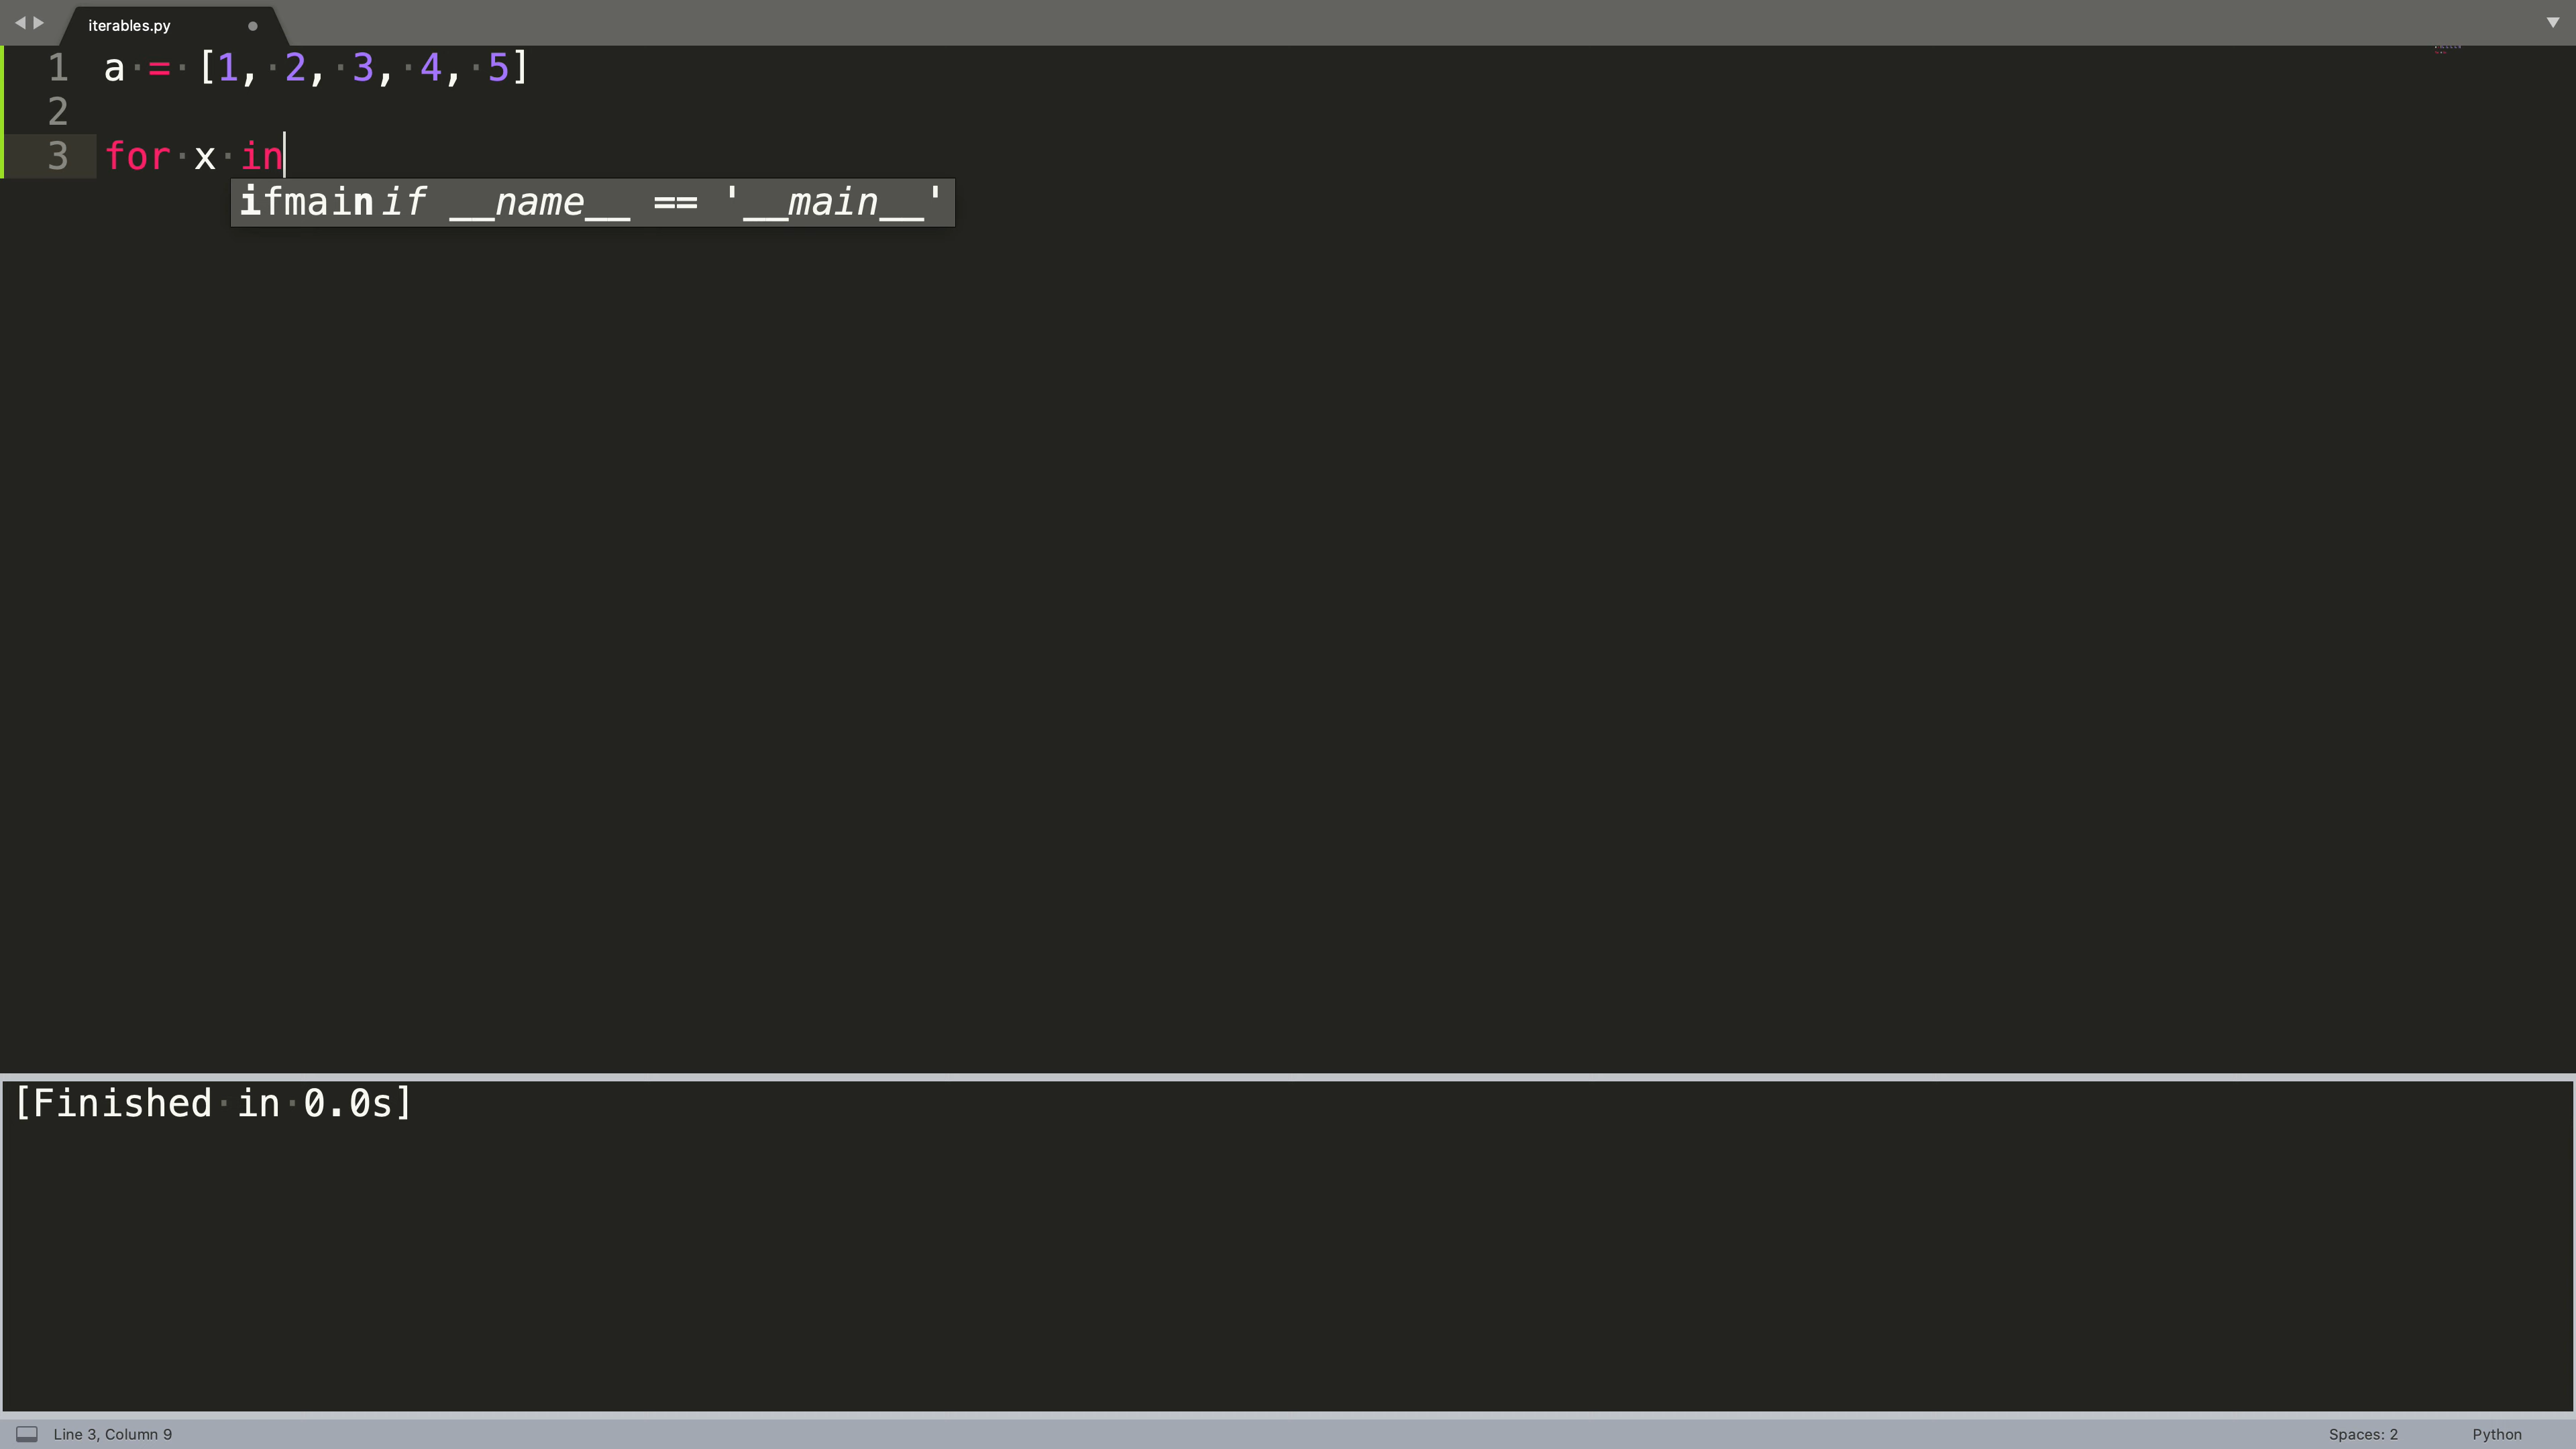 iterables.py
1 a = [1, 2, 3, 4, 5]
2
3 for x in
ifmain if __name__ == '__main__'
[Finished in 0.0s]
Line 3, Column 9 Spaces: 2 Python